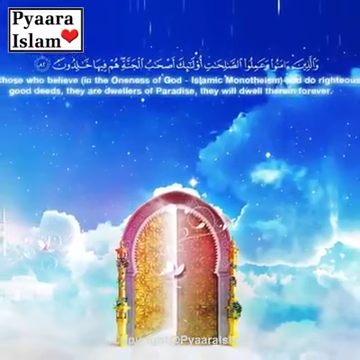 Pyaara
Islam
وَالَّذِينَ ءَامَنُوا وَعَمِلُوا الصَّالِحَاتِ أُولَٰئِكَ أَصْحَابُ الْجَنَّةِ هُمْ فِيهَا خَالِدُونَ ﴿٨٢﴾
those who believe (in the Oneness of God - Islamic Monotheism) and do righteous
good deeds, they are dwellers of Paradise, they will dwell therein forever.